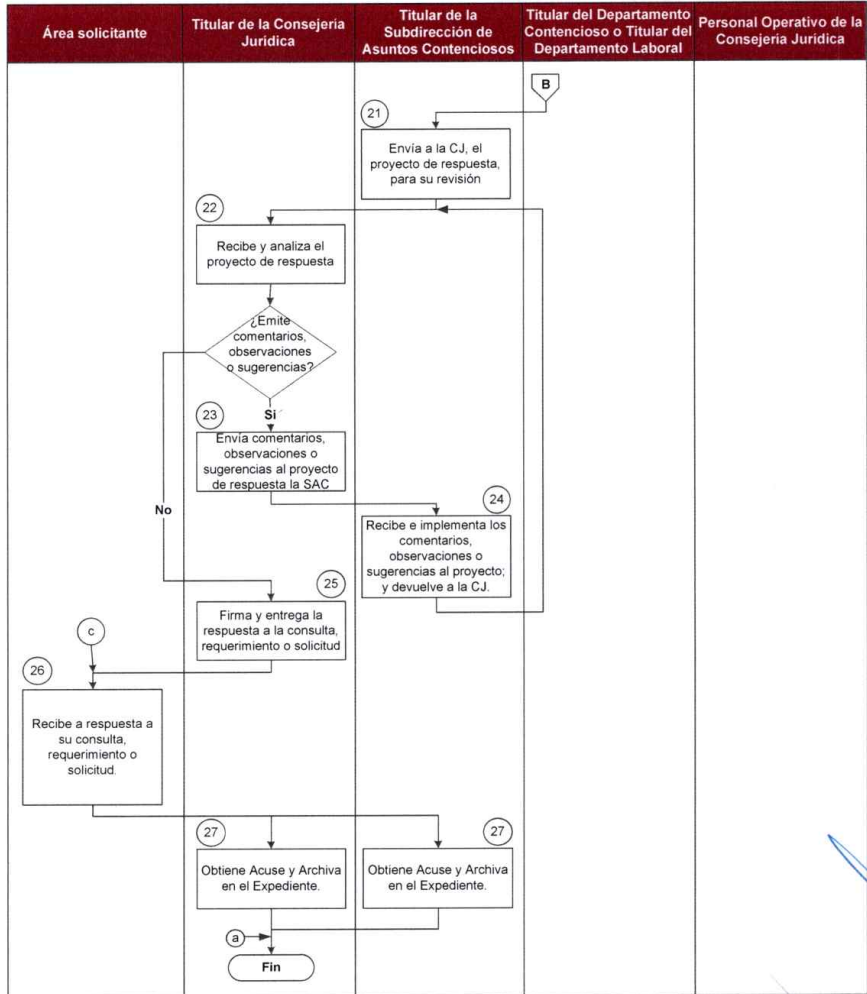 Área solicitante
Titular de la Consejería
Jurídica
Titular de la
Subdirección de
Asuntos Contenciosos
Titular del Departamento
Contencioso o Titular del
Departamento Laboral
Personal Operativo de la
Consejería Jurídica
B
21
Envía a la CJ, el
proyecto de respuesta,
para su revisión
22
Recibe y analiza el
proyecto de respuesta
¿Emite
comentarios,
observaciones
o sugerencias?
Si
23
Envía comentarios,
observaciones o
sugerencias al proyecto
de respuesta la SAC
No
24
Recibe e implementa los
comentarios,
observaciones o
sugerencias al proyecto;
y devuelve a la CJ.
25
Firma y entrega la
respuesta a la consulta,
requerimiento o solicitud
c
26
Recibe a respuesta a
su consulta,
requerimiento o
solicitud.
27
Obtiene Acuse y Archiva
en el Expediente.
27
Obtiene Acuse y Archiva
en el Expediente.
a
Fin